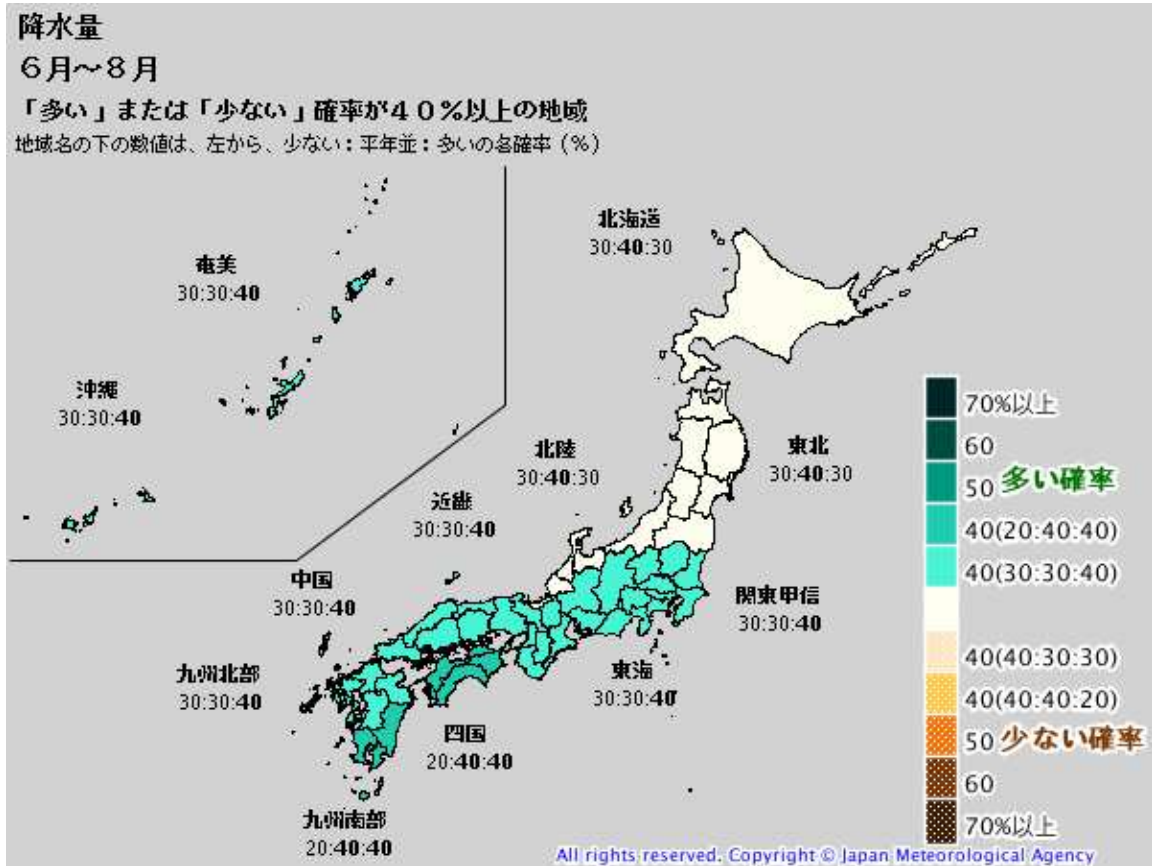 降水量
6月～8月
「多い」または「少ない」確率が40％以上の地域
地域名の下の数値は、左から、少ない：平年並：多いの各確率（%）
北海道
30:40:30
奄美
30:30:40
沖縄
30:30:40
北陸
30:40:30
東北
30:40:30
近畿
30:30:40
中国
30:30:40
関東甲信
30:30:40
東海
30:30:40
九州北部
30:30:40
四国
20:40:40
九州南部
20:40:40
70%以上
60
50 多い確率
40(20:40:40)
40(30:30:40)
40(40:30:30)
40(40:40:20)
50 少ない確率
60
70%以上
All rights reserved. Copyright © Japan Meteorological Agency